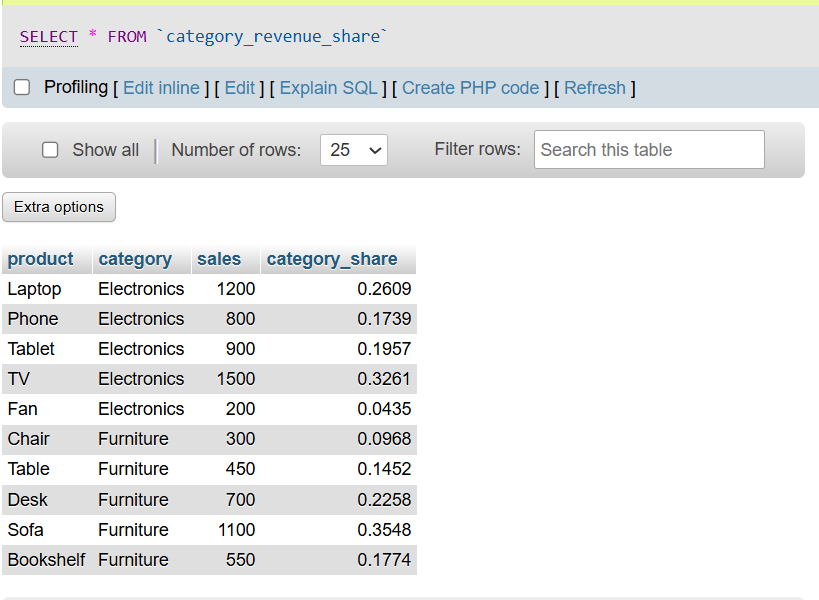 SELECT * FROM `category_revenue_share`
Profiling [ Edit inline ] [ Edit ] [ Explain SQL ] [ Create PHP code ] [ Refresh ]
Show all | Number of rows: 25 Filter rows: Search this table
Extra options
product category sales category_share
Laptop Electronics 1200 0.2609
Phone Electronics 800 0.1739
Tablet Electronics 900 0.1957
TV Electronics 1500 0.3261
Fan Electronics 200 0.0435
Chair Furniture 300 0.0968
Table Furniture 450 0.1452
Desk Furniture 700 0.2258
Sofa Furniture 1100 0.3548
Bookshelf Furniture 550 0.1774